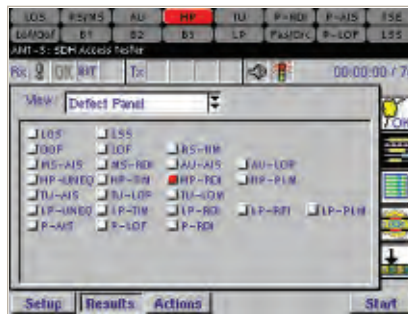 LOS RS/MS AU HP TU P-RDI P-AIS TSE
LOF/OOF B1 B2 B3 LP Pas/Crc P-LOF LSS
ANT-5: SDH Access Tester
Rx: Tx: 00:00:00 / 7
View: Defect Panel
LOS LSS
OOF LOF RS-TIM
MS-AIS MS-RDI AU-AIS AU-LOP
HP-UNEQ HP-TIM HP-RDI HP-PLM
TU-AIS TU-LOP TU-LOM
LP-UNEQ LP-TIM LP-RDI LP-RFI LP-PLM
P-AIS P-LOF P-RDI
Setup Results Actions Start